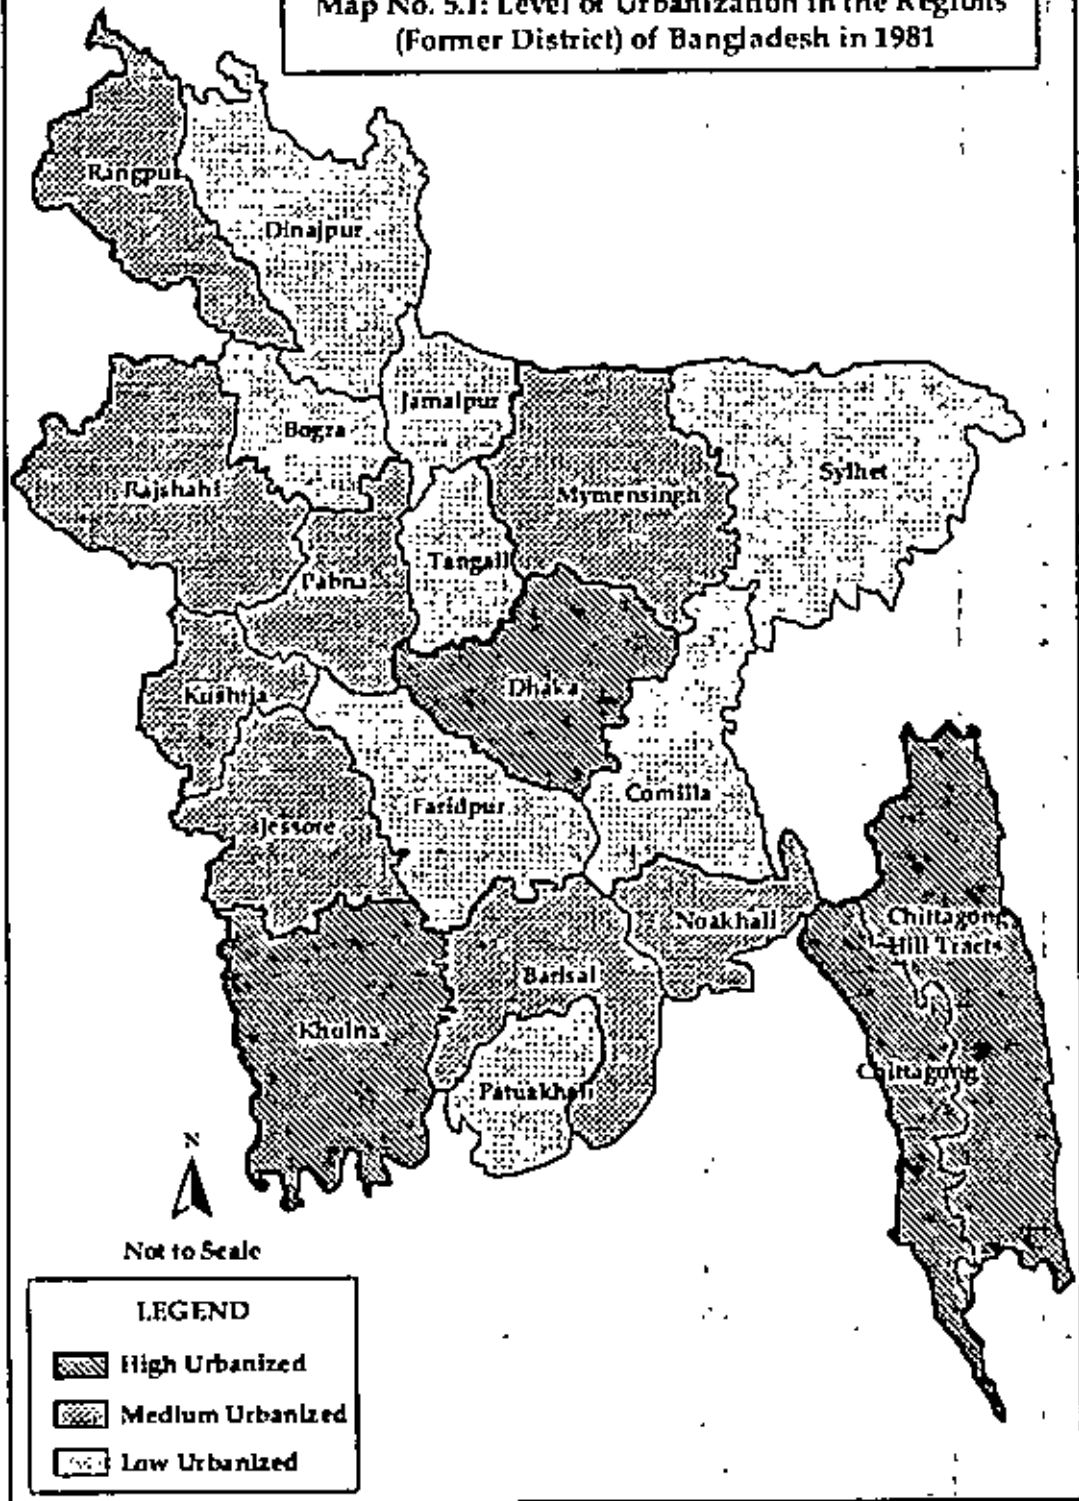 Map No. 5.1: Level of Urbanization in the Regions
(Former District) of Bangladesh in 1981
Rangpur
Dinajpur
Jamalpur
Bogra
Sylhet
Rajshahi
Mymensingh
Tangail
Pabna
Dhaka
Kushtia
Comilla
Faridpur
Jessore
Chittagong
Hill Tracts
Noakhali
Barisal
Khulna
Chittagong
Patuakhali
N
Not to Scale
LEGEND
High Urbanized
Medium Urbanized
Low Urbanized